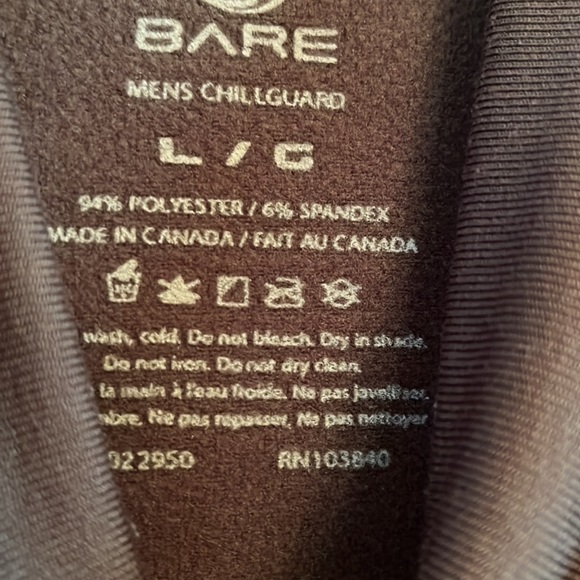 BARE
MENS CHILLGUARD
L / G
94% POLYESTER / 6% SPANDEX
MADE IN CANADA / FAIT AU CANADA
wash, cold. Do not bleach. Dry in shade.
Do not iron. Do not dry clean.
la main à l'eau froide. Ne pas javelliser.
Ne pas repasser. Ne pas nettoyer
022950 RN103840